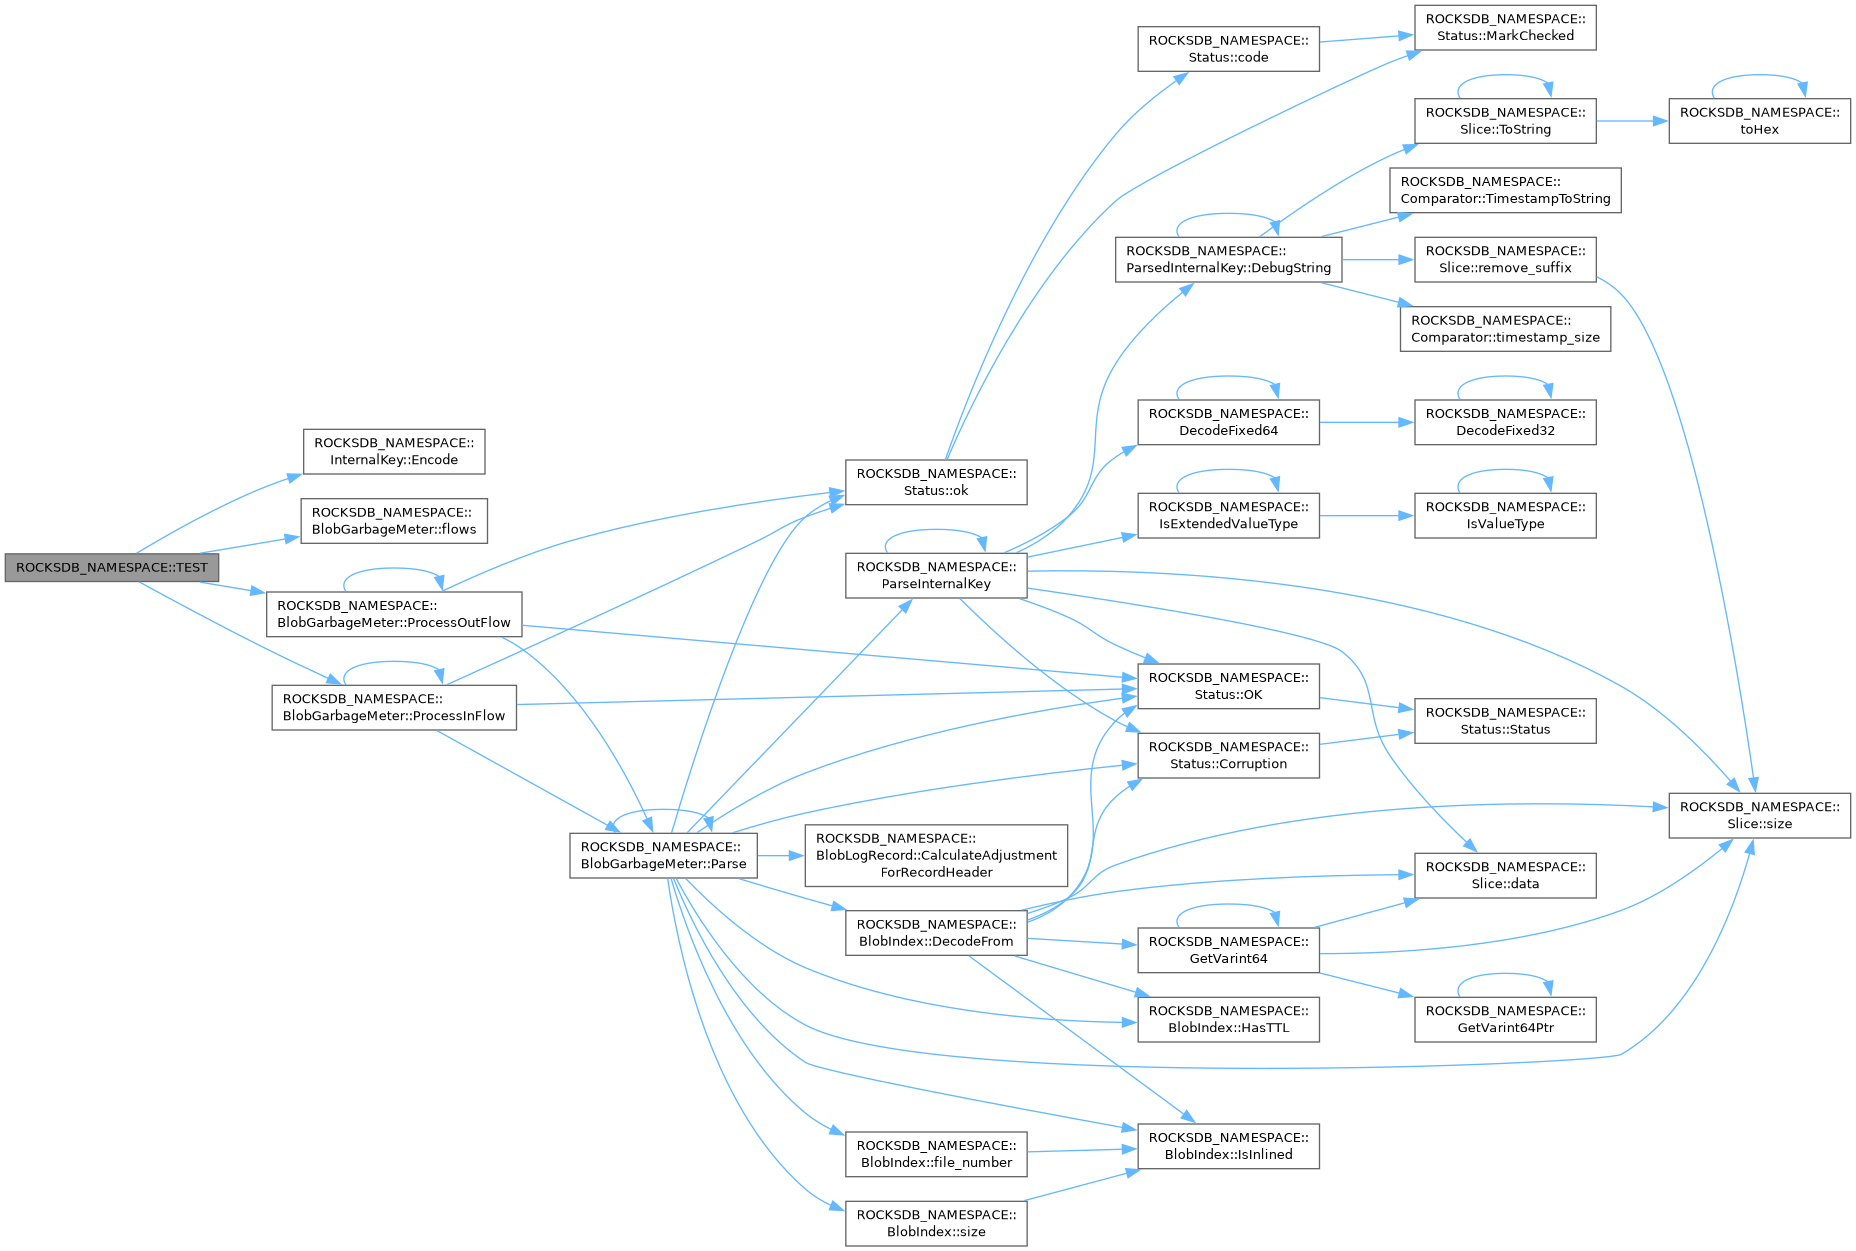 ROCKSDB_NAMESPACE::TEST
ROCKSDB_NAMESPACE::
InternalKey::Encode
ROCKSDB_NAMESPACE::
BlobGarbageMeter::flows
ROCKSDB_NAMESPACE::
BlobGarbageMeter::ProcessOutFlow
ROCKSDB_NAMESPACE::
BlobGarbageMeter::ProcessInFlow
ROCKSDB_NAMESPACE::
BlobGarbageMeter::Parse
ROCKSDB_NAMESPACE::
Status::ok
ROCKSDB_NAMESPACE::
ParseInternalKey
ROCKSDB_NAMESPACE::
BlobLogRecord::CalculateAdjustment
ForRecordHeader
ROCKSDB_NAMESPACE::
BlobIndex::DecodeFrom
ROCKSDB_NAMESPACE::
BlobIndex::file_number
ROCKSDB_NAMESPACE::
BlobIndex::size
ROCKSDB_NAMESPACE::
Status::code
ROCKSDB_NAMESPACE::
ParsedInternalKey::DebugString
ROCKSDB_NAMESPACE::
DecodeFixed64
ROCKSDB_NAMESPACE::
IsExtendedValueType
ROCKSDB_NAMESPACE::
Status::OK
ROCKSDB_NAMESPACE::
Status::Corruption
ROCKSDB_NAMESPACE::
GetVarint64
ROCKSDB_NAMESPACE::
BlobIndex::HasTTL
ROCKSDB_NAMESPACE::
BlobIndex::IsInlined
ROCKSDB_NAMESPACE::
Status::MarkChecked
ROCKSDB_NAMESPACE::
Slice::ToString
ROCKSDB_NAMESPACE::
Comparator::TimestampToString
ROCKSDB_NAMESPACE::
Slice::remove_suffix
ROCKSDB_NAMESPACE::
Comparator::timestamp_size
ROCKSDB_NAMESPACE::
DecodeFixed32
ROCKSDB_NAMESPACE::
IsValueType
ROCKSDB_NAMESPACE::
Status::Status
ROCKSDB_NAMESPACE::
Slice::data
ROCKSDB_NAMESPACE::
GetVarint64Ptr
ROCKSDB_NAMESPACE::
toHex
ROCKSDB_NAMESPACE::
Slice::size